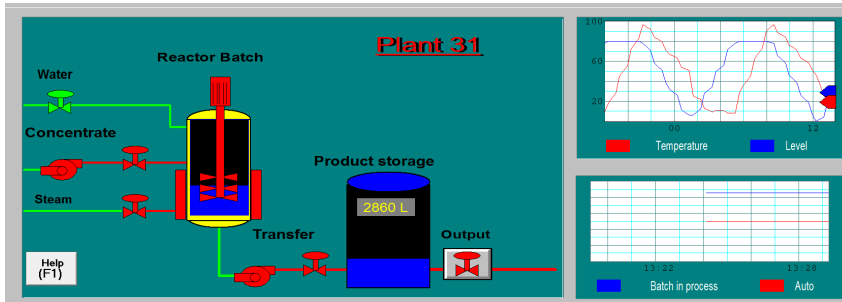 Plant 31
Reactor Batch
Water
Concentrate
Steam
Product storage
2860 L
Transfer
Output
Help
(F1)
100
60
20
00
12
Temperature
Level
13:22
13:28
Batch in process
Auto